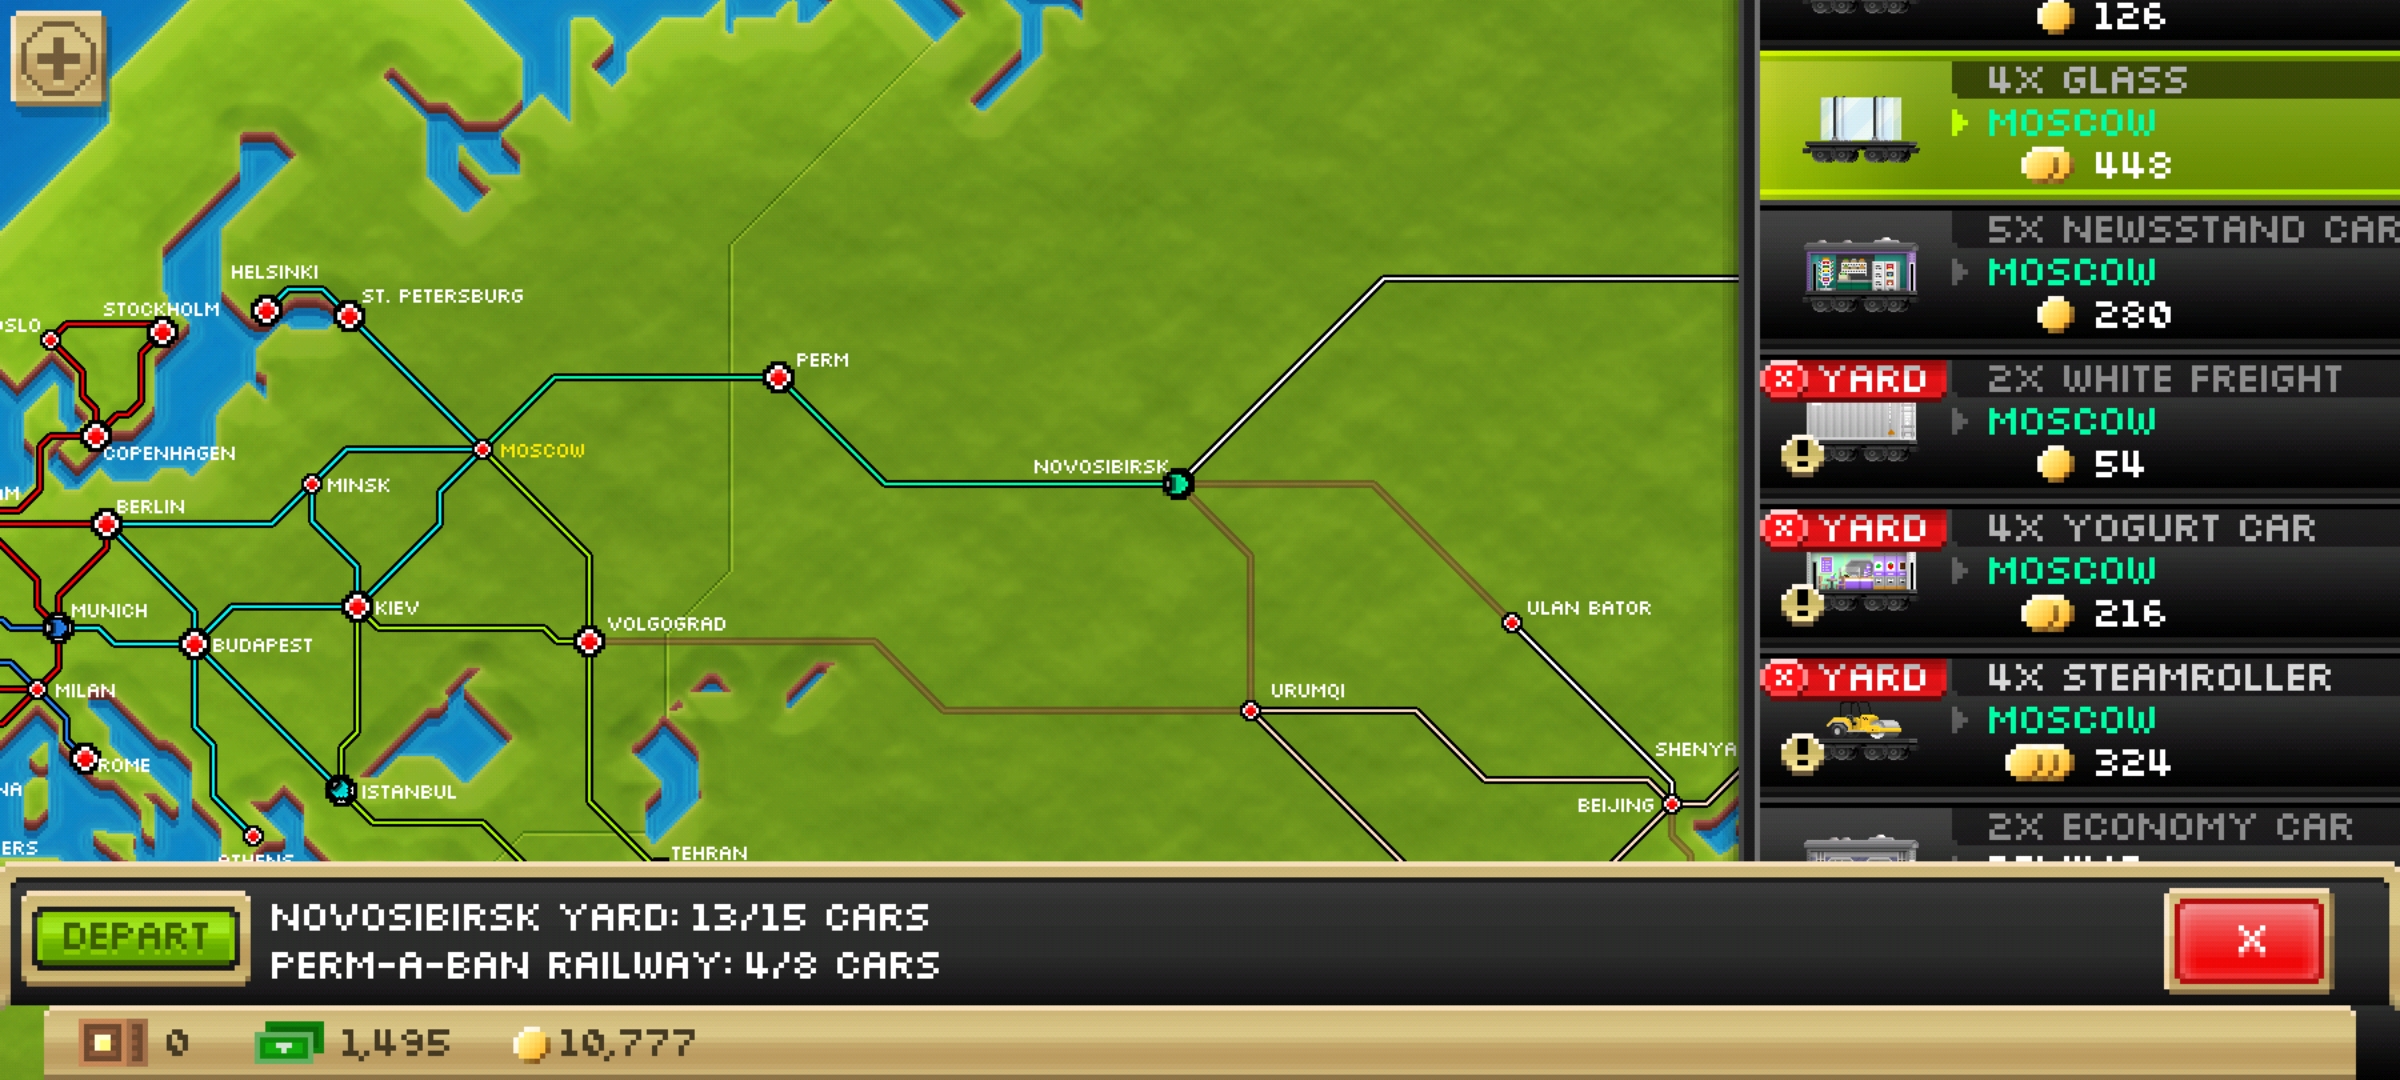 126
4X GLASS
MOSCOW
448
5X NEWSSTAND CAR
MOSCOW
280
YARD
2X WHITE FREIGHT
MOSCOW
54
YARD
4X YOGURT CAR
MOSCOW
216
YARD
4X STEAMROLLER
MOSCOW
324
2X ECONOMY CAR
HELSINKI
ST. PETERSBURG
STOCKHOLM
OSLO
PERM
COPENHAGEN
MOSCOW
NOVOSIBIRSK
MINSK
BERLIN
MUNICH
KIEV
ULAN BATOR
VOLGOGRAD
BUDAPEST
MILAN
URUMQI
SHENYA
ROME
ISTANBUL
BEIJING
ERS
ATHENS
TEHRAN
DEPART
NOVOSIBIRSK YARD: 13/15 CARS
PERM-A-BAN RAILWAY: 4/8 CARS
X
0
1,495
10,777